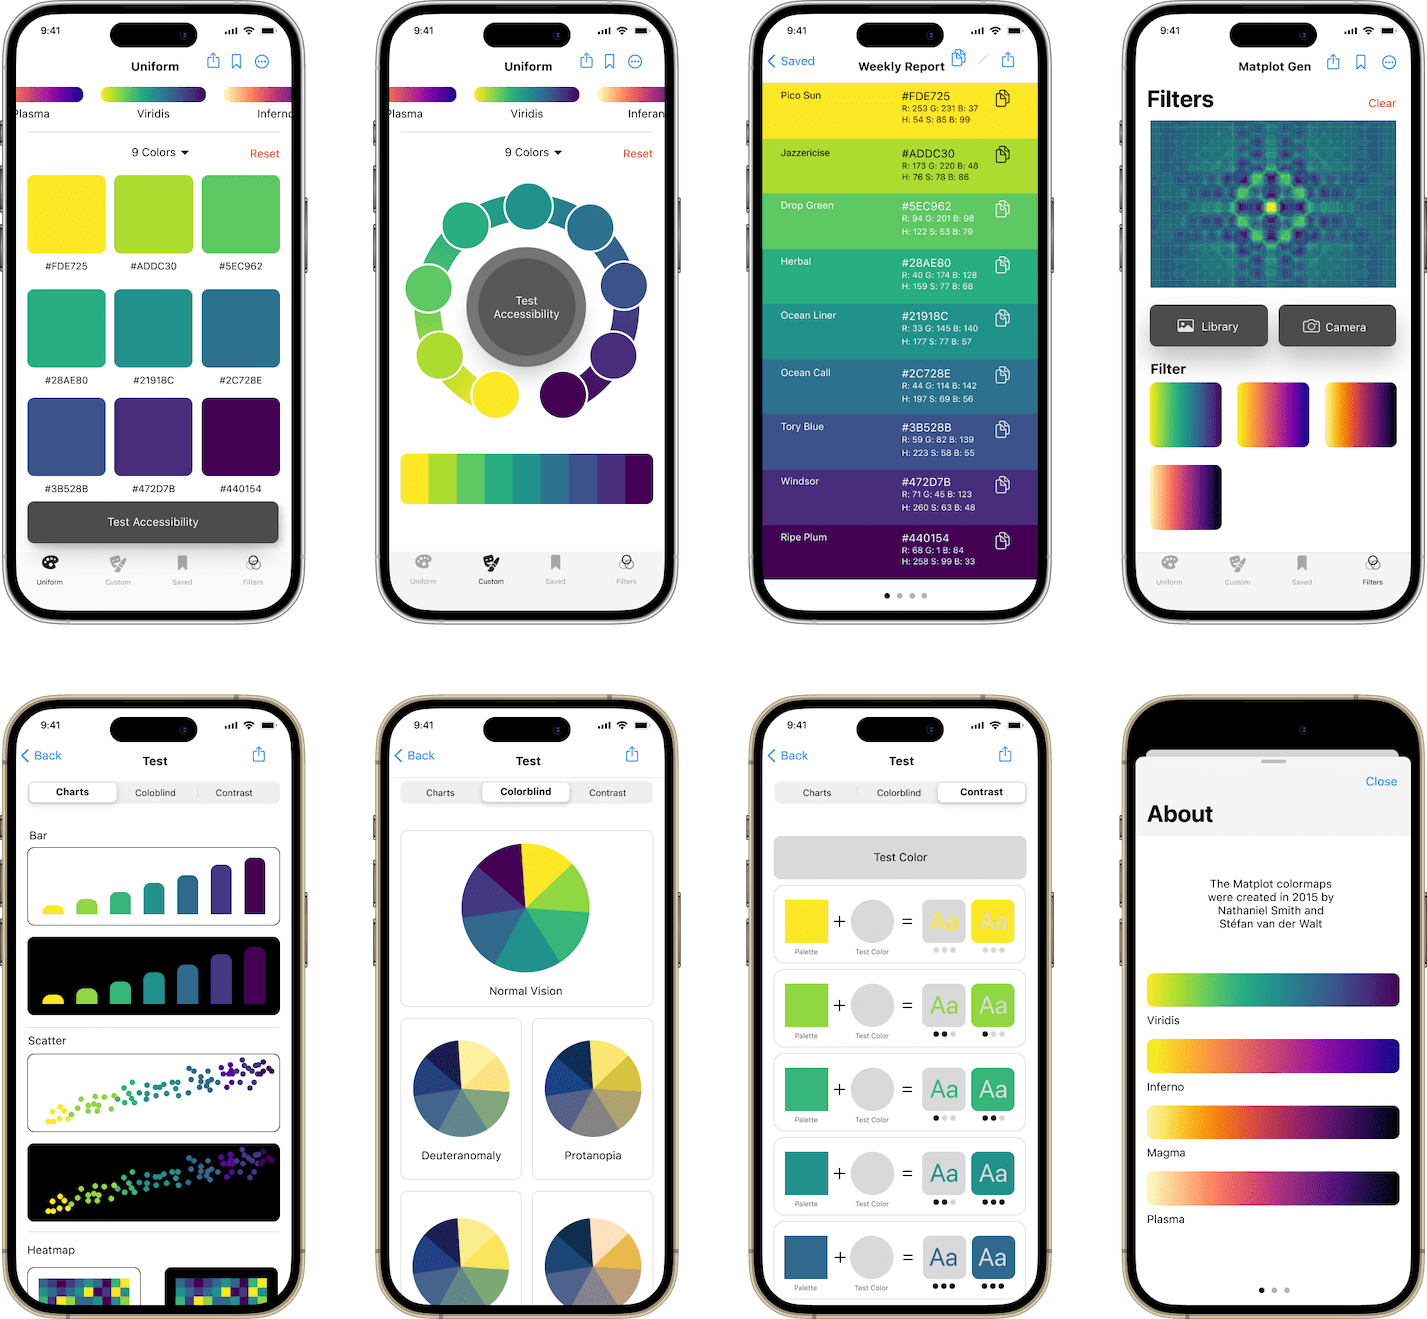 9:41
Uniform
Plasma
Viridis
Inferno
9 Colors
Reset
#FDE725
#ADDC30
#5EC962
#28AE80
#21918C
#2C728E
#3B528B
#472D7B
#440154
Test Accessibility
Uniform
Custom
Saved
Filters
9:41
Uniform
Plasma
Viridis
Inferan
9 Colors
Reset
Test
Accessibility
Uniform
Custom
Saved
Filters
9:41
Saved
Weekly Report
Pico Sun
#FDE725
R: 253 G: 231 B: 37
H: 54 S: 85 B: 99
Jazzericise
#ADDC30
R: 173 G: 220 B: 48
H: 76 S: 78 B: 86
Drop Green
#5EC962
R: 94 G: 201 B: 98
H: 122 S: 53 B: 79
Herbal
#28AE80
R: 40 G: 174 B: 128
H: 159 S: 77 B: 68
Ocean Liner
#21918C
R: 33 G: 145 B: 140
H: 177 S: 77 B: 57
Ocean Call
#2C728E
R: 44 G: 114 B: 142
H: 197 S: 69 B: 56
Tory Blue
#3B528B
R: 59 G: 82 B: 139
H: 223 S: 58 B: 55
Windsor
#472D7B
R: 71 G: 45 B: 123
H: 260 S: 63 B: 48
Ripe Plum
#440154
R: 68 G: 1 B: 84
H: 258 S: 99 B: 33
9:41
Matplot Gen
Filters
Clear
Library
Camera
Filter
Uniform
Custom
Saved
Filters
9:41
Back
Test
Charts
Coloblind
Contrast
Bar
Scatter
Heatmap
9:41
Back
Test
Charts
Colorblind
Contrast
Normal Vision
Deuteranomaly
Protanopia
9:41
Back
Test
Charts
Colorblind
Contrast
Test Color
+
=
Aa
Aa
Palette
Test Color
+
=
Aa
Aa
Palette
Test Color
+
=
Aa
Aa
Palette
Test Color
+
=
Aa
Aa
Palette
Test Color
+
=
Aa
Aa
Palette
Test Color
Close
About
The Matplot colormaps
were created in 2015 by
Nathaniel Smith and
Stéfan van der Walt
Viridis
Inferno
Magma
Plasma